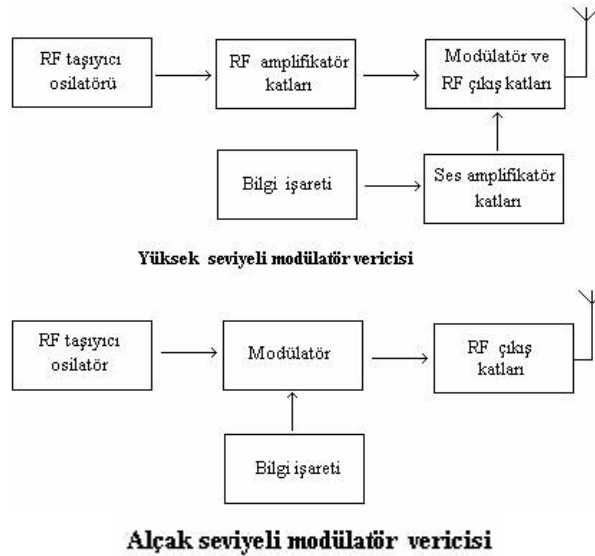 RF taşıyıcı
osilatörü
RF amplifikatör
katları
Modülatör ve
RF çıkış katları
Bilgi işareti
Ses amplifikatör
katları
Yüksek seviyeli modülatör vericisi
RF taşıyıcı
osilatör
Modülatör
RF çıkış
katları
Bilgi işareti
Alçak seviyeli modülatör vericisi